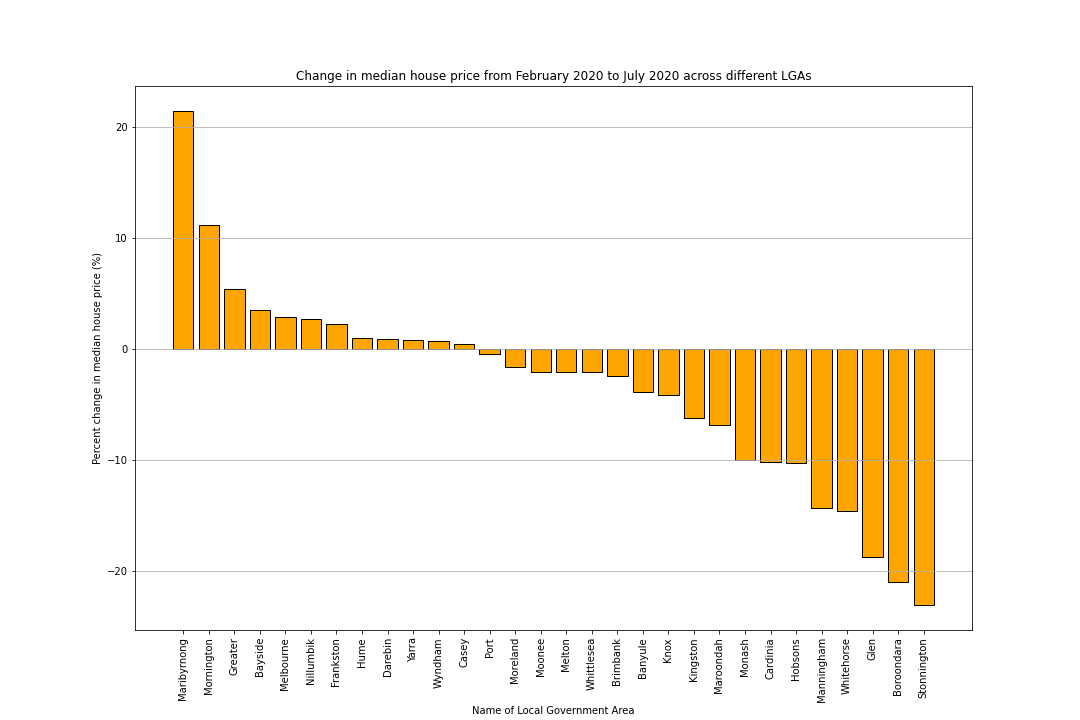 Change in median house price from February 2020 to July 2020 across different LGAs
Percent change in median house price (%)
20
10
0
−10
−20
Maribyrnong
Mornington
Greater
Bayside
Melbourne
Nillumbik
Frankston
Hume
Darebin
Yarra
Wyndham
Casey
Port
Moreland
Moonee
Melton
Whittlesea
Brimbank
Banyule
Knox
Kingston
Maroondah
Monash
Cardinia
Hobsons
Manningham
Whitehorse
Glen
Boroondara
Stonnington
Name of Local Government Area